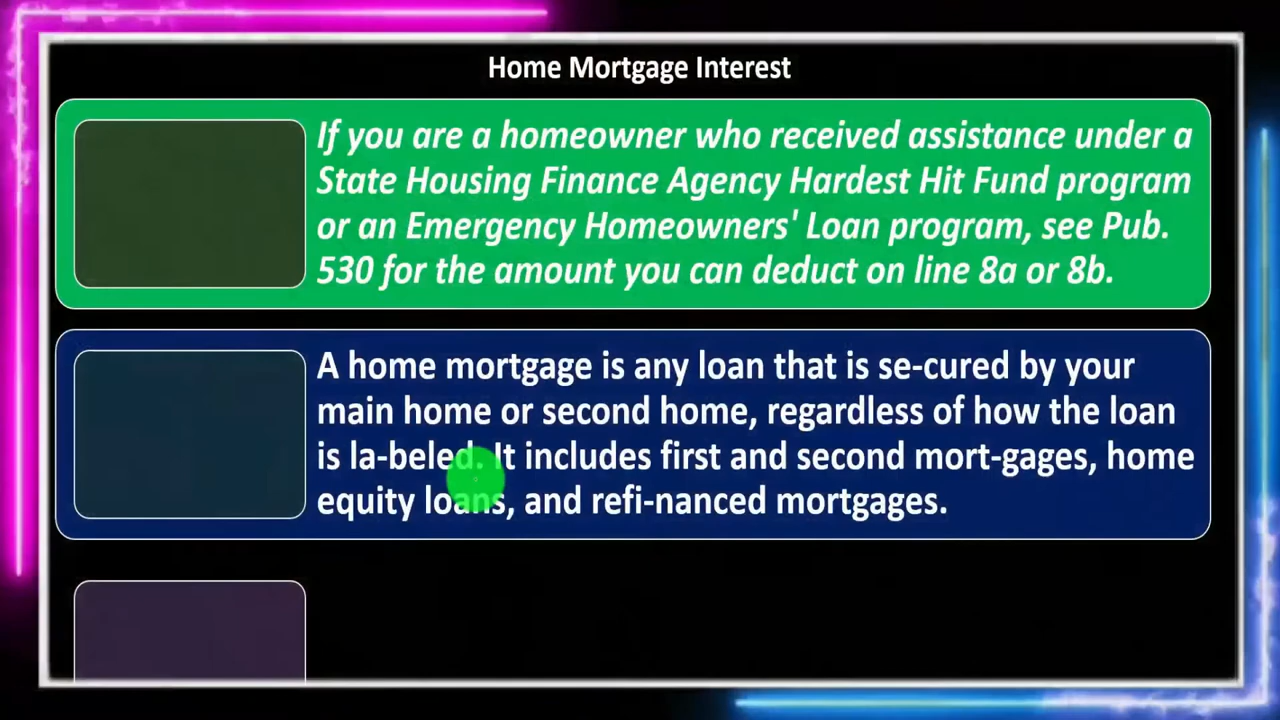 Home Mortgage Interest
If you are a homeowner who received assistance under a
State Housing Finance Agency Hardest Hit Fund program
or an Emergency Homeowners' Loan program, see Pub.
530 for the amount you can deduct on line 8a or 8b.
A home mortgage is any loan that is se-cured by your
main home or second home, regardless of how the loan
is la-beled. It includes first and second mort-gages, home
equity loans, and refi-nanced mortgages.